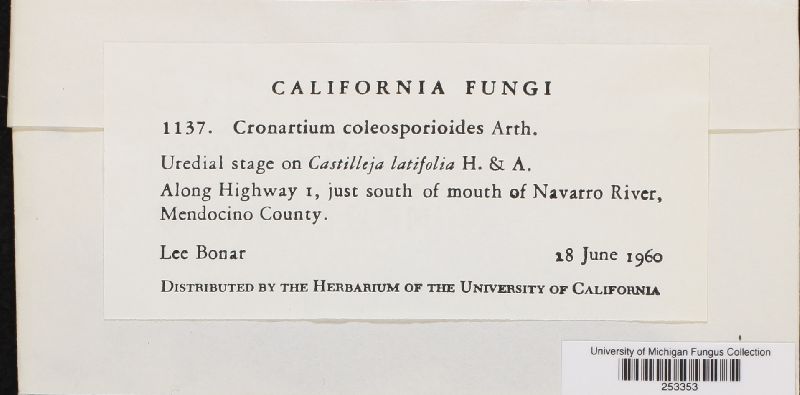 CALIFORNIA FUNGI
1137. Cronartium coleosporioides Arth.
Uredial stage on Castilleja latifolia H. & A.
Along Highway 1, just south of mouth of Navarro River,
Mendocino County.
Lee Bonar 18 June 1960
DISTRIBUTED BY THE HERBARIUM OF THE UNIVERSITY OF CALIFORNIA
University of Michigan Fungus Collection
253353